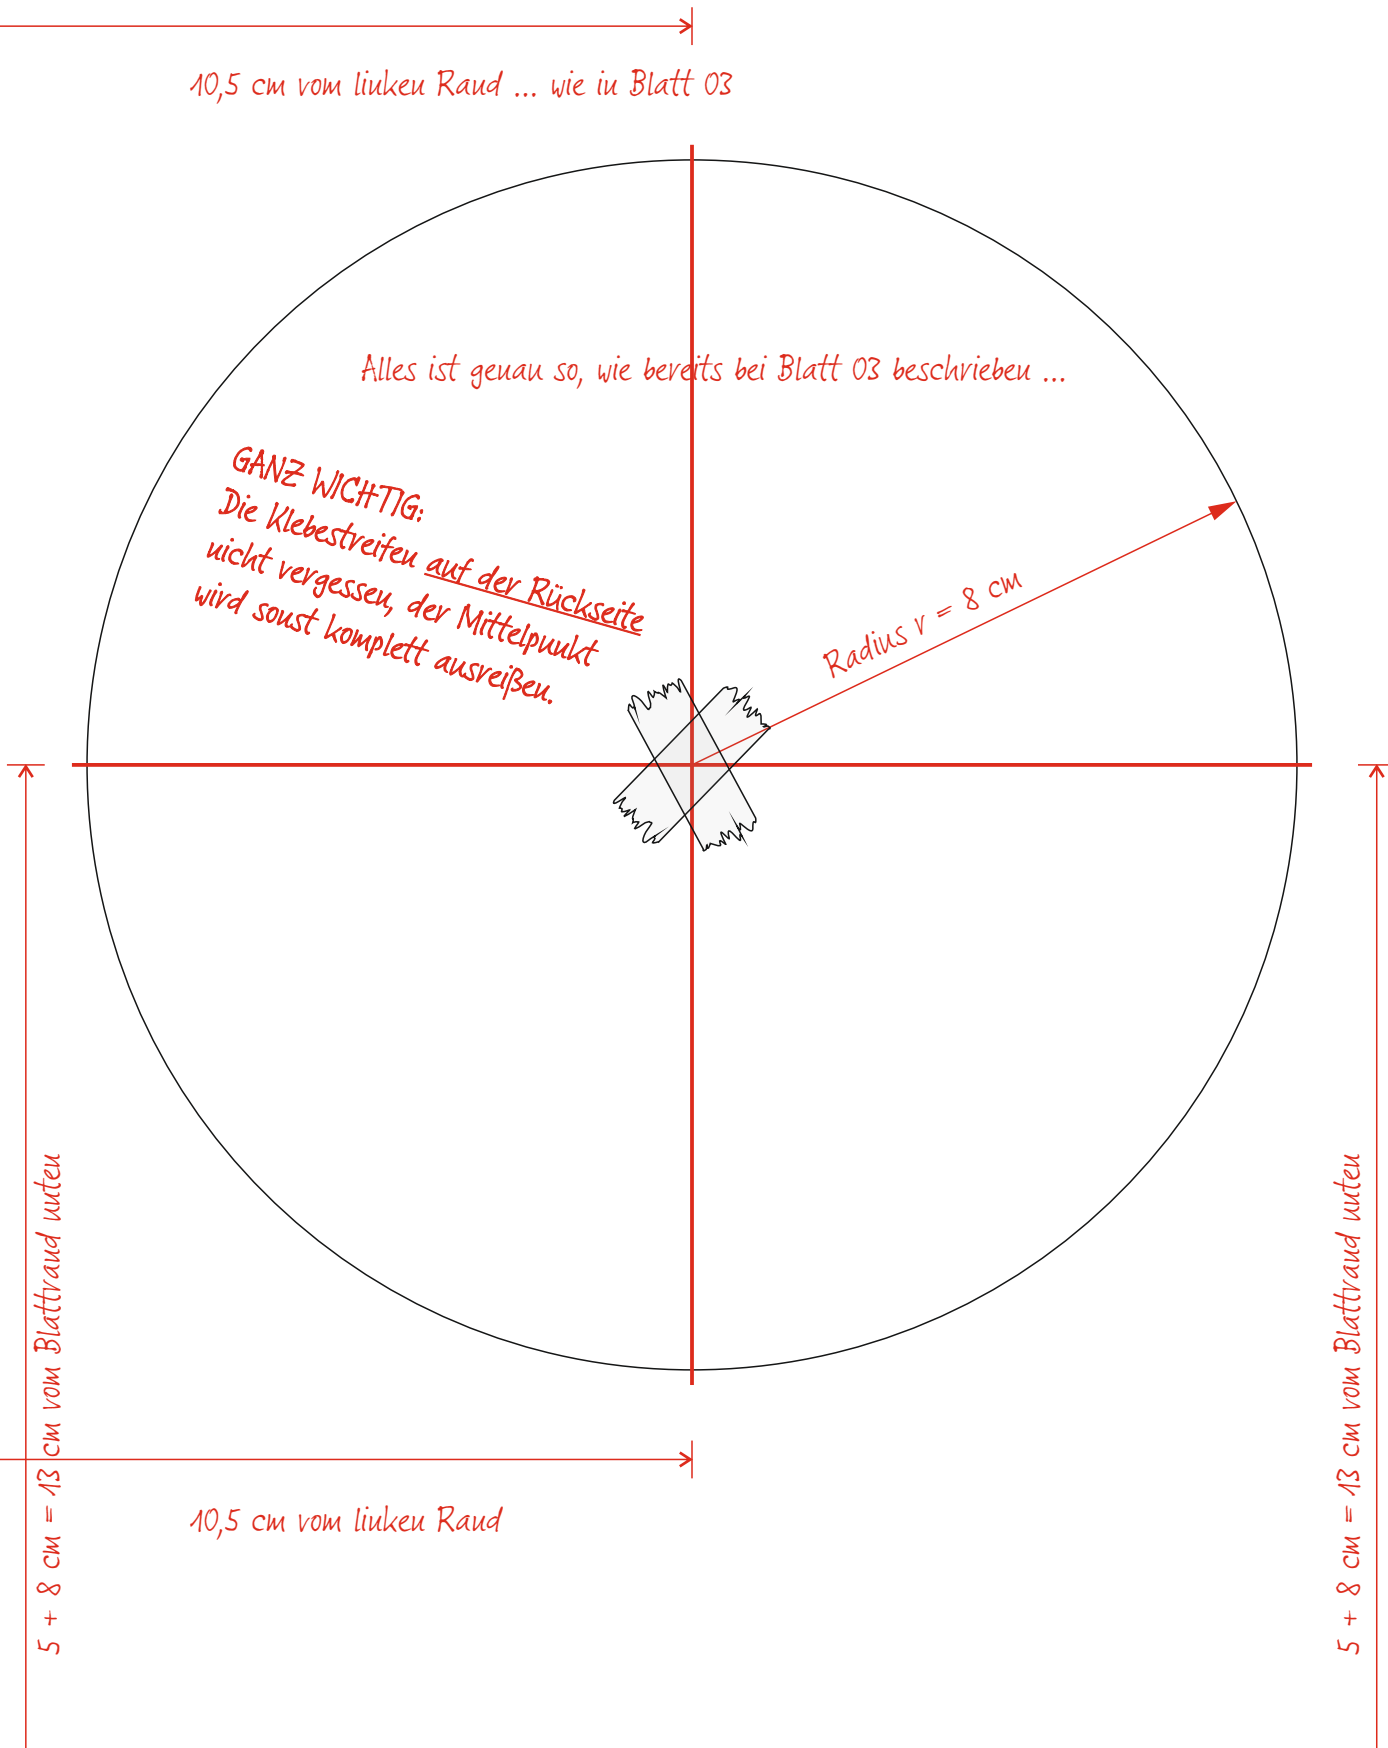 10,5 cm vom linken Rand ... wie in Blatt 03
Alles ist genau so, wie bereits bei Blatt 03 beschrieben ...
GANZ WICHTIG:
Die Klebestreifen auf der Rückseite
nicht vergessen, der Mittelpunkt
wird sonst komplett ausreißen.
Radius r = 8 cm
5 + 8 cm = 13 cm vom Blattrand unten
5 + 8 cm = 13 cm vom Blattrand unten
10,5 cm vom linken Rand